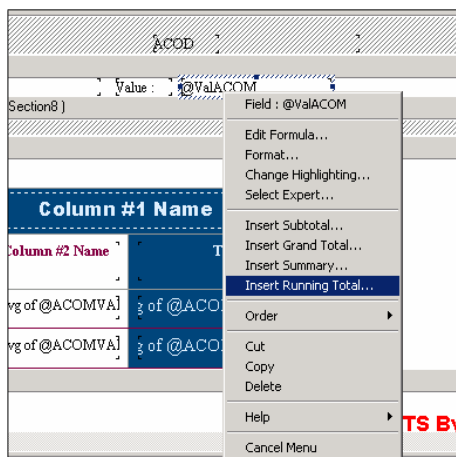 ACOD
Value :
@ValACOM
Section8 )
Field : @ValACOM
Edit Formula...
Format...
Change Highlighting...
Select Expert...
Insert Subtotal...
Insert Grand Total...
Insert Summary...
Insert Running Total...
Order
Cut
Copy
Delete
Help
Cancel Menu
Column #1 Name
Column #2 Name
T
vg of @ACOMVA
g of @ACO
vg of @ACOMVA
g of @ACO
TS By